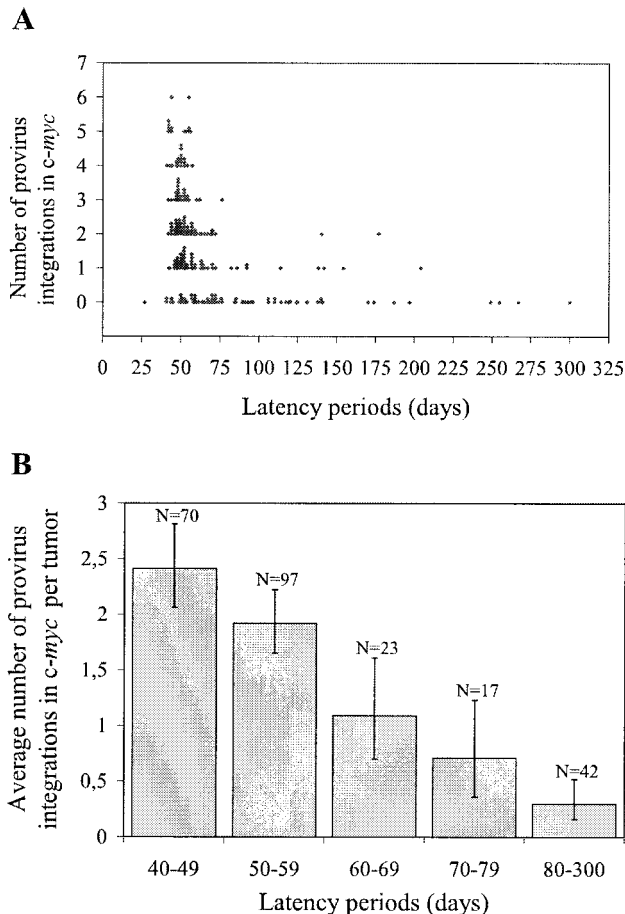 A
Number of provirus
integrations in c-myc
7
6
5
4
3
2
1
0
0 25 50 75 100 125 150 175 200 225 250 275 300 325
Latency periods (days)
B
Average number of provirus
integrations in c-myc per tumor
3
2,5
2
1,5
1
0,5
0
N=70
N=97
N=23
N=17
N=42
40-49 50-59 60-69 70-79 80-300
Latency periods (days)